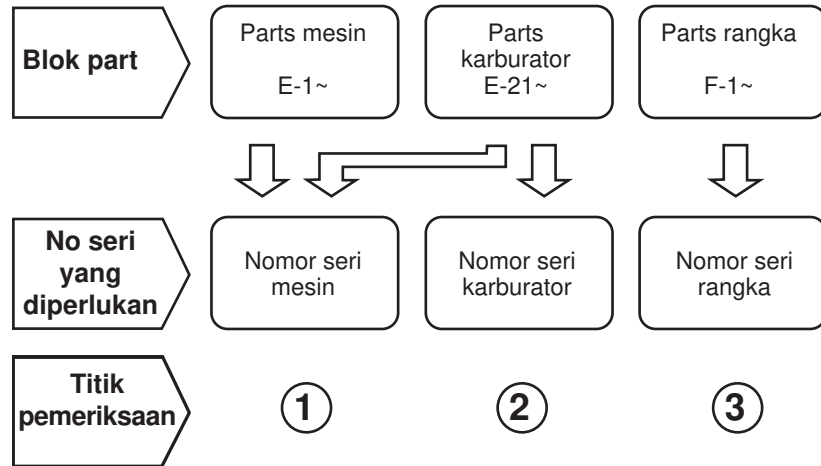 Blok part
Parts mesin
E-1~
Parts
karburator
E-21~
Parts rangka
F-1~
No seri
yang
diperlukan
Nomor seri
mesin
Nomor seri
karburator
Nomor seri
rangka
Titik
pemeriksaan
1
2
3